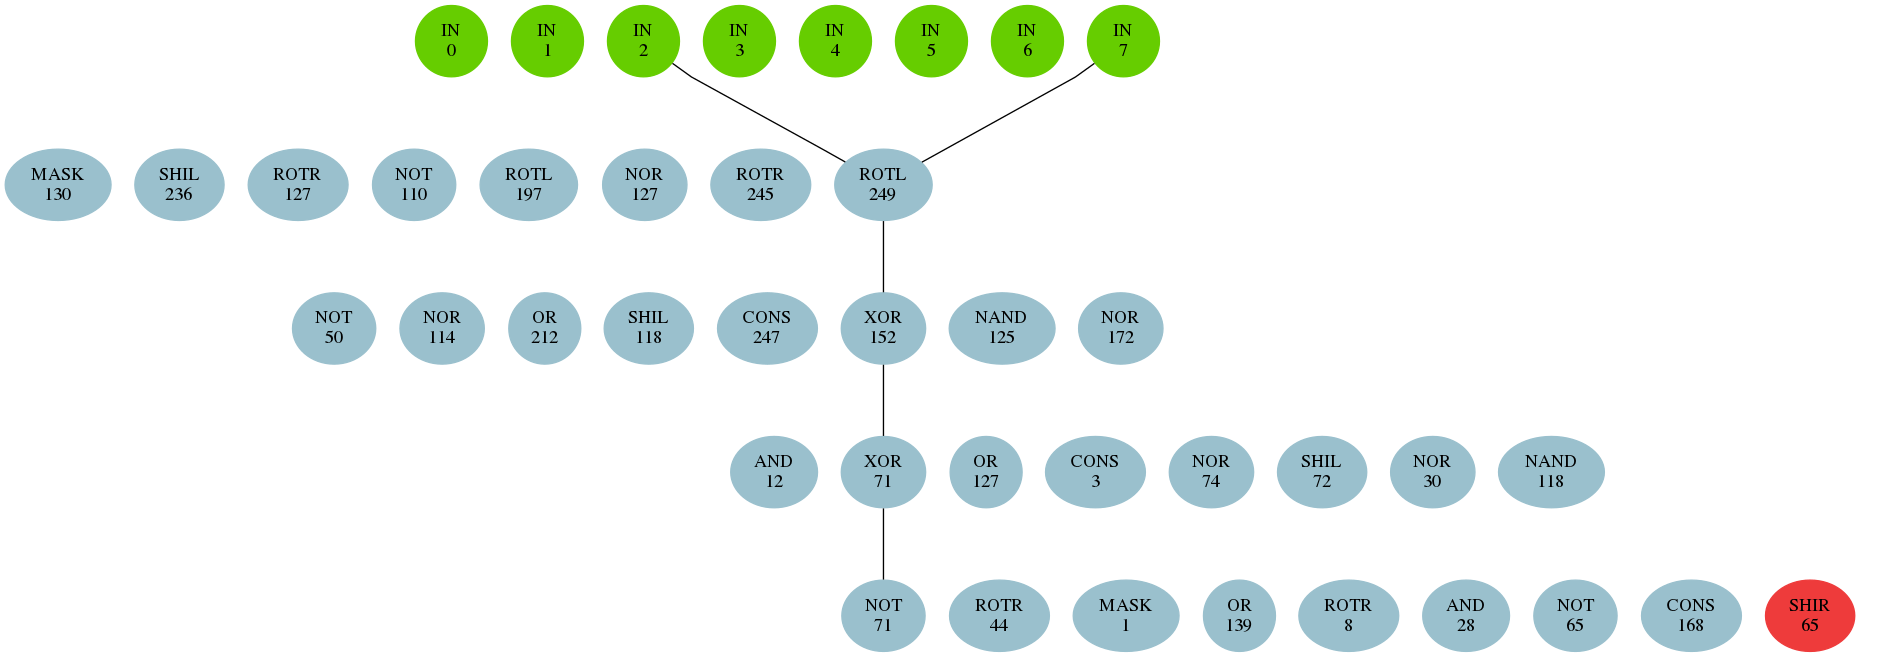 IN
0
IN
1
IN
2
IN
3
IN
4
IN
5
IN
6
IN
7
MASK
130
SHIL
236
ROTR
127
NOT
110
ROTL
197
NOR
127
ROTR
245
ROTL
249
NOT
50
NOR
114
OR
212
SHIL
118
CONS
247
XOR
152
NAND
125
NOR
172
AND
12
XOR
71
OR
127
CONS
3
NOR
74
SHIL
72
NOR
30
NAND
118
NOT
71
ROTR
44
MASK
1
OR
139
ROTR
8
AND
28
NOT
65
CONS
168
SHIR
65